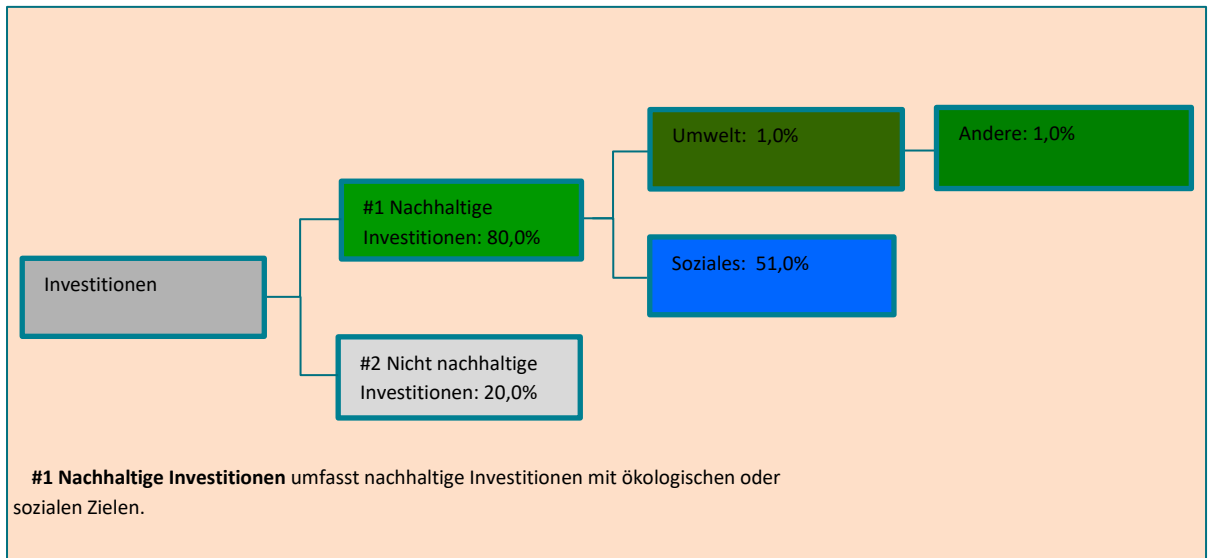 Umwelt: 1,0%
Andere: 1,0%
#1 Nachhaltige
Investitionen: 80,0%
Soziales: 51,0%
Investitionen
#2 Nicht nachhaltige
Investitionen: 20,0%
#1 Nachhaltige Investitionen umfasst nachhaltige Investitionen mit ökologischen oder
sozialen Zielen.